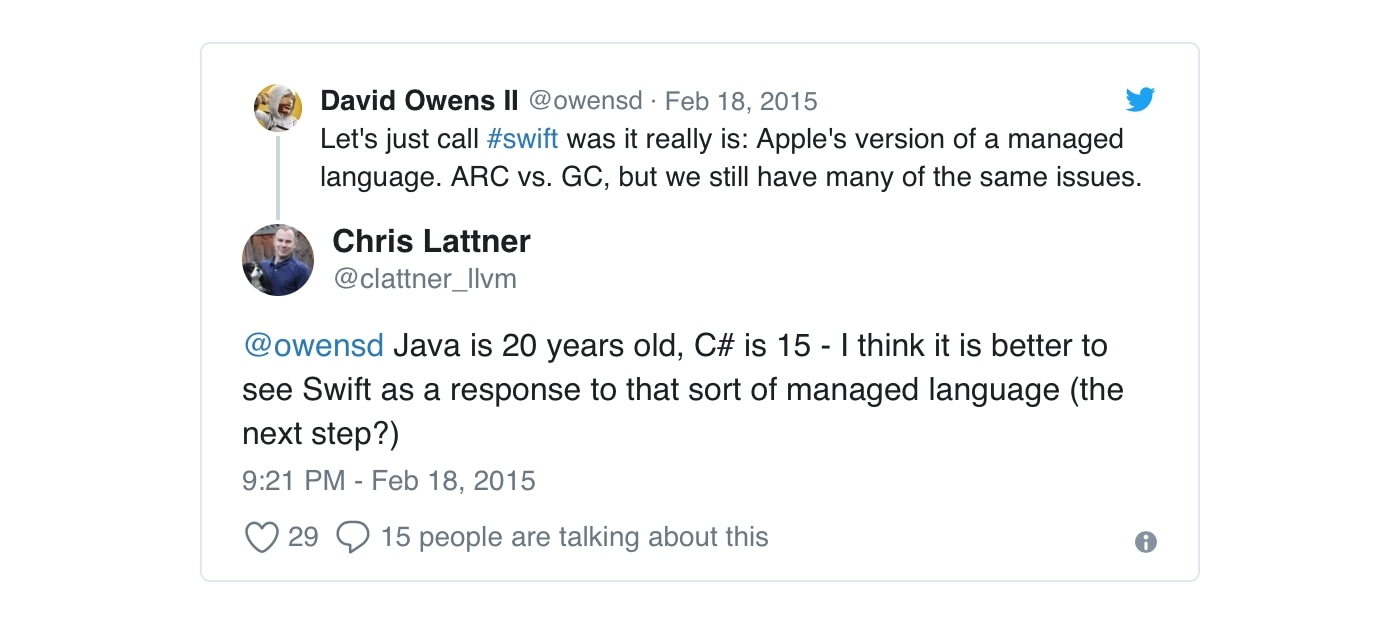 David Owens II @owensd · Feb 18, 2015
Let's just call #swift was it really is: Apple's version of a managed
language. ARC vs. GC, but we still have many of the same issues.
Chris Lattner
@clattner_llvm
@owensd Java is 20 years old, C# is 15 - I think it is better to
see Swift as a response to that sort of managed language (the
next step?)
9:21 PM - Feb 18, 2015
29 15 people are talking about this